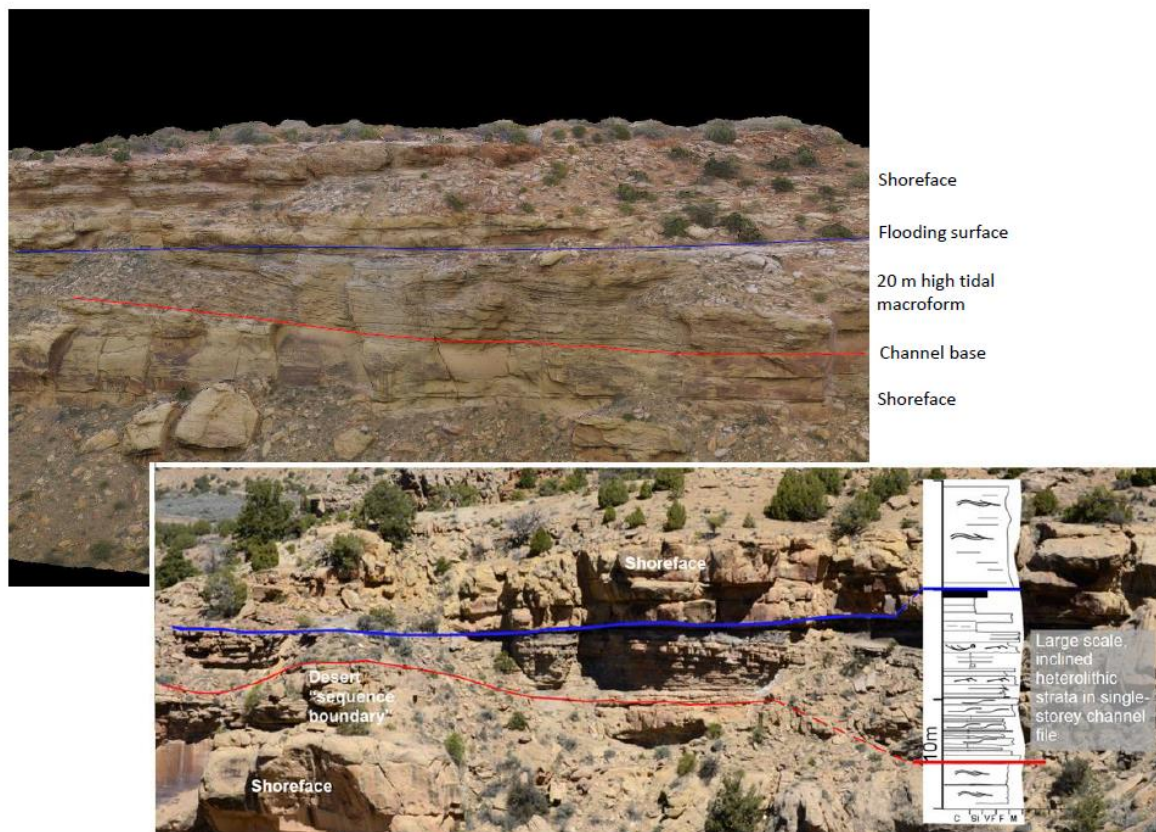 Shoreface
Flooding surface
20 m high tidal
macroform
Channel base
Shoreface
Shoreface
Desert
"sequence
boundary"
Shoreface
10m
Large scale,
inclined
heterolithic
strata in single-
storey channel
file
C SI VF F M